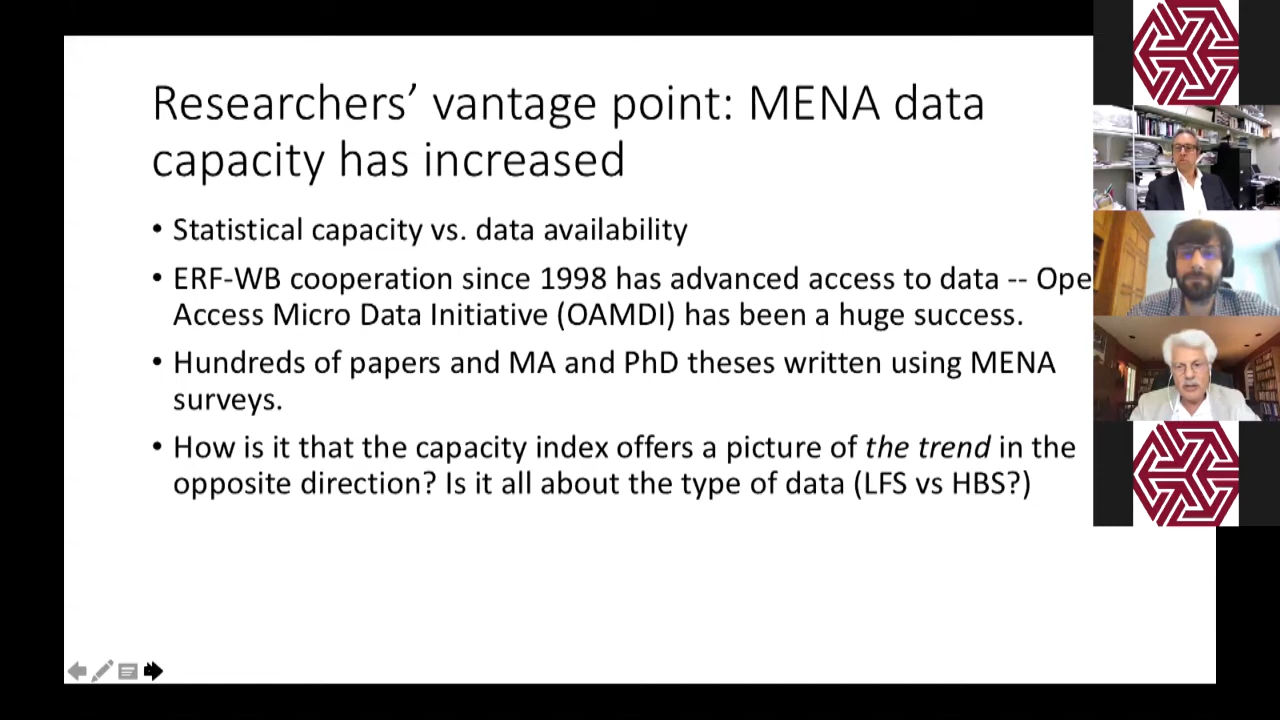 Researchers’ vantage point: MENA data
capacity has increased
• Statistical capacity vs. data availability
• ERF-WB cooperation since 1998 has advanced access to data -- Ope
Access Micro Data Initiative (OAMDI) has been a huge success.
• Hundreds of papers and MA and PhD theses written using MENA
surveys.
• How is it that the capacity index offers a picture of the trend in the
opposite direction? Is it all about the type of data (LFS vs HBS?)